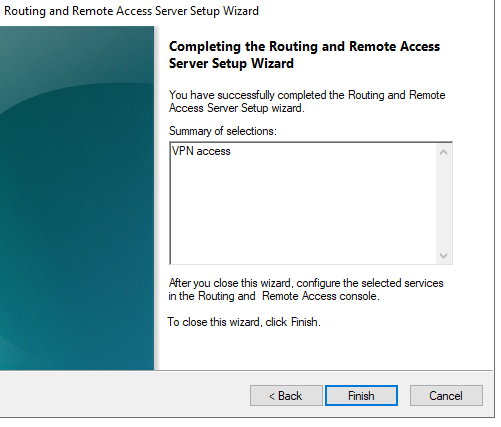 Routing and Remote Access Server Setup Wizard
Completing the Routing and Remote Access
Server Setup Wizard
You have successfully completed the Routing and Remote
Access Server Setup wizard.
Summary of selections:
VPN access
After you close this wizard, configure the selected services
in the Routing and  Remote Access console.
To close this wizard, click Finish.
< Back
Finish
Cancel